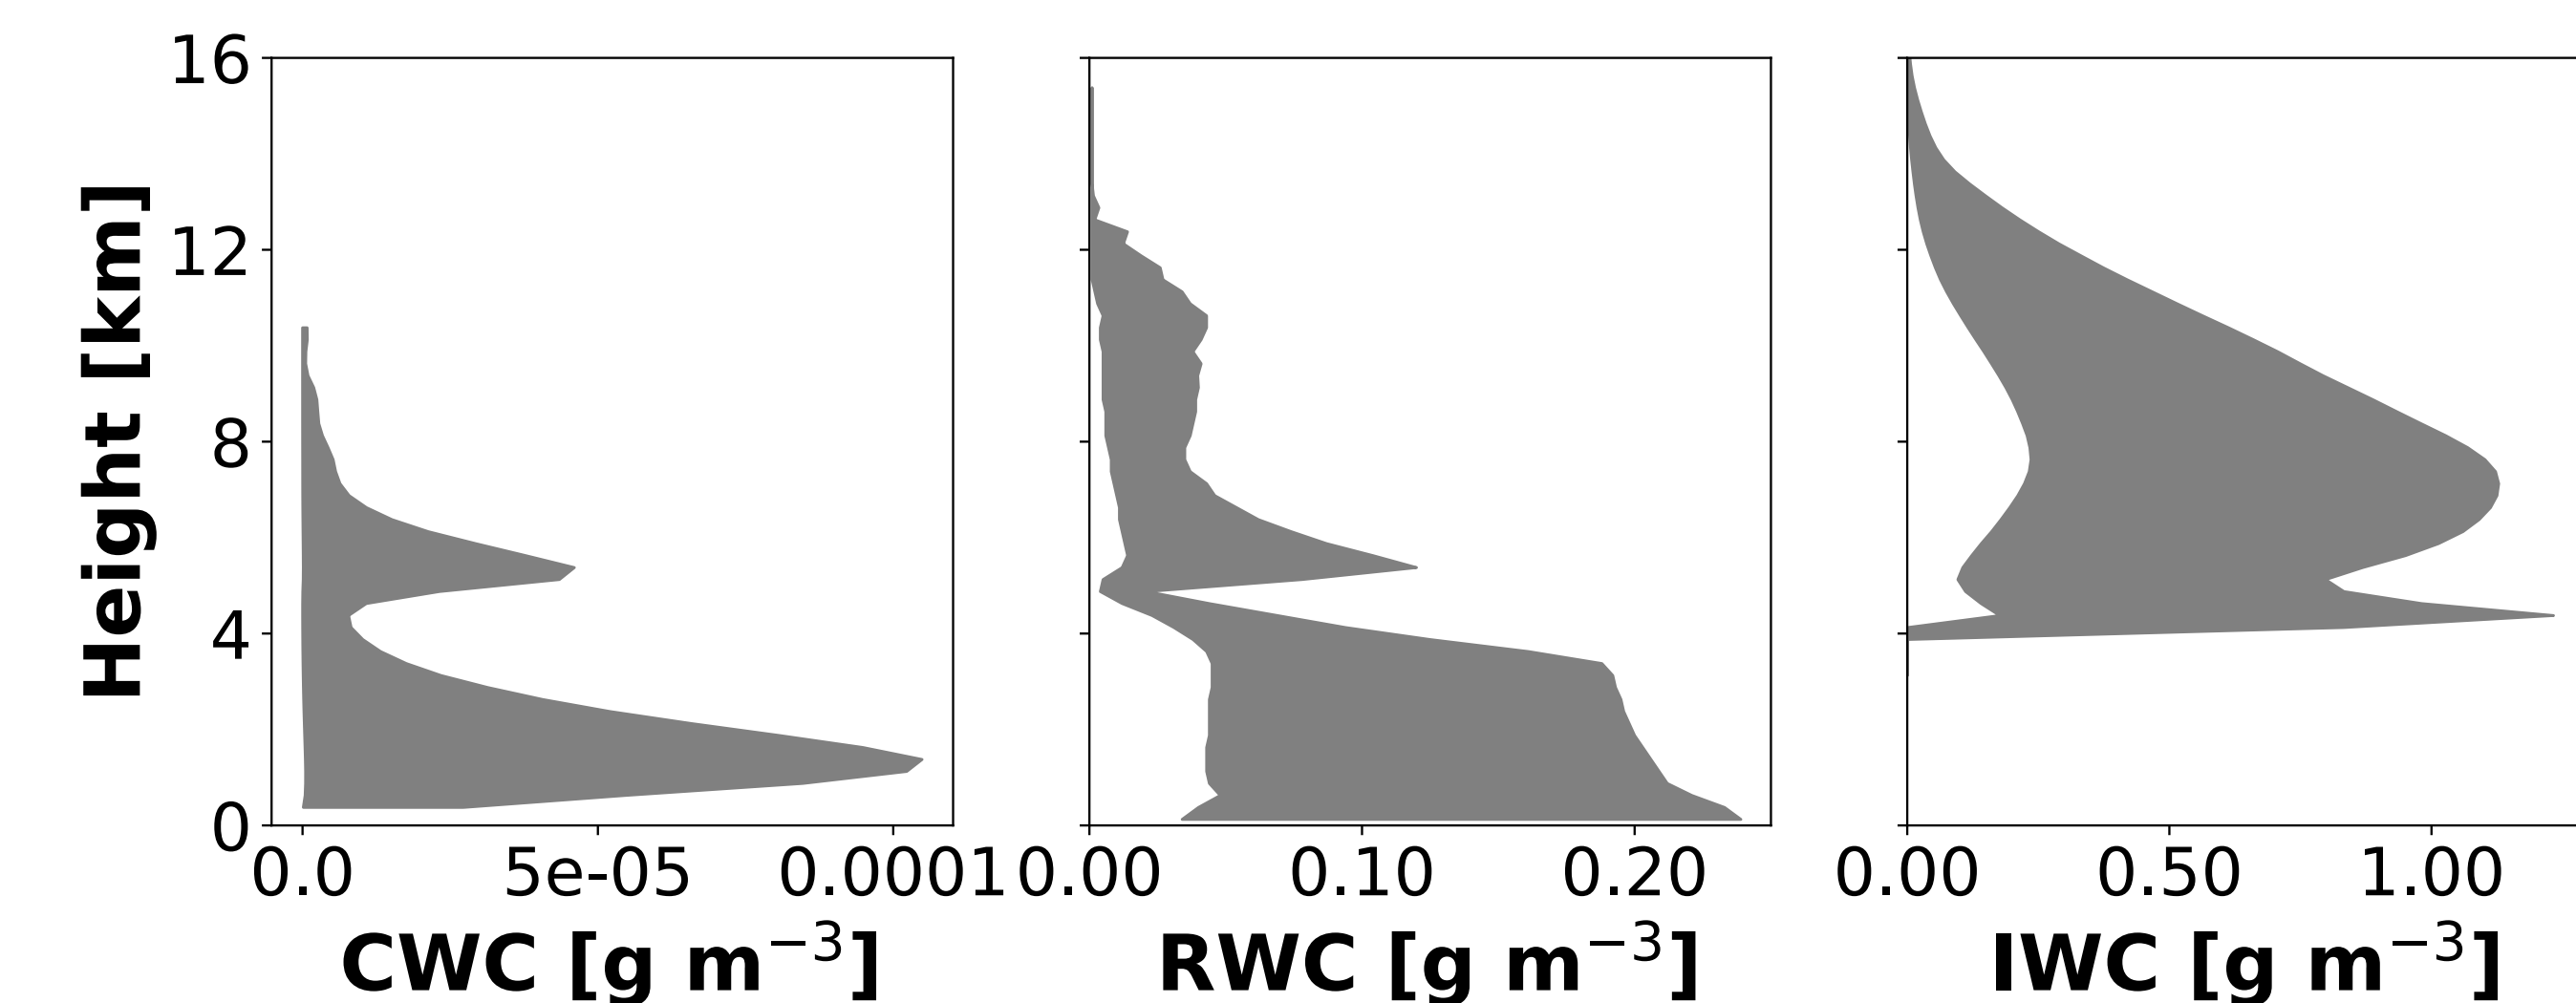 16
12
8
4
0
Height [km]
0.0 5e-05 0.0001
CWC [g m⁻³]
0.00 0.10 0.20
RWC [g m⁻³]
0.00 0.50 1.00
IWC [g m⁻³]